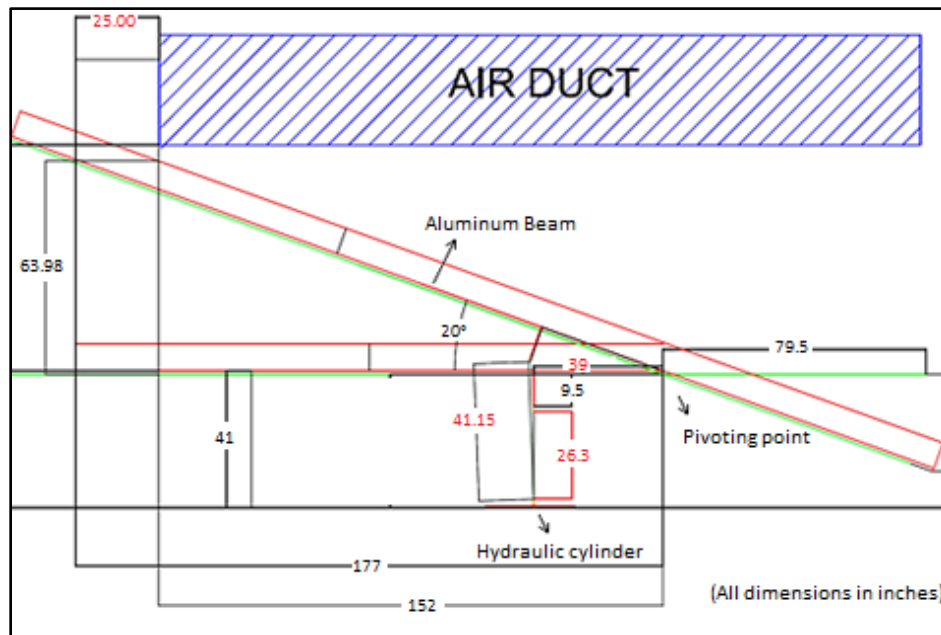 25.00
AIR DUCT
Aluminum Beam
63.98
20°
79.5
39
9.5
41.15
41
26.3
Pivoting point
Hydraulic cylinder
177
152
(All dimensions in inches)